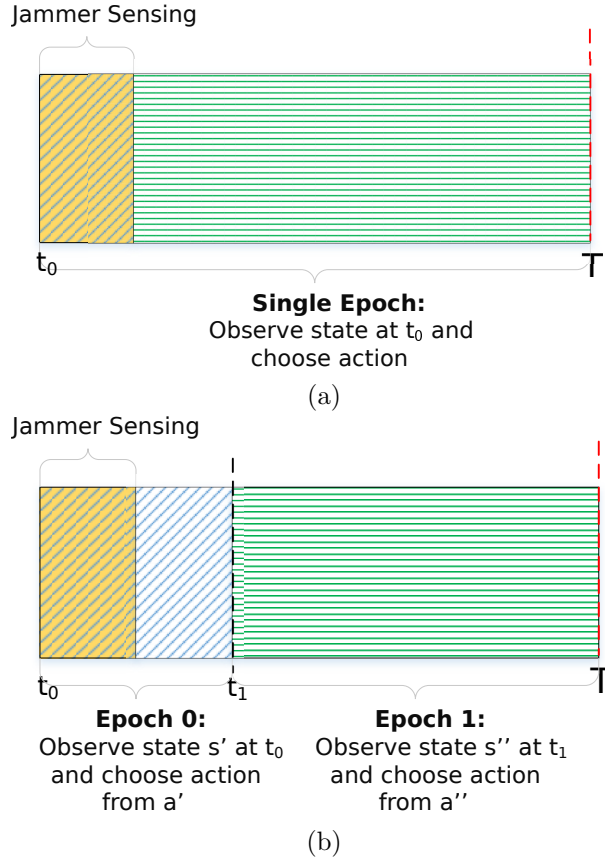 Jammer Sensing
t₀ T
Single Epoch:
Observe state at t₀ and
choose action
(a)
Jammer Sensing
t₀ t₁ T
Epoch 0:
Observe state s’ at t₀
and choose action
from a’
Epoch 1:
Observe state s’’ at t₁
and choose action
from a’’
(b)